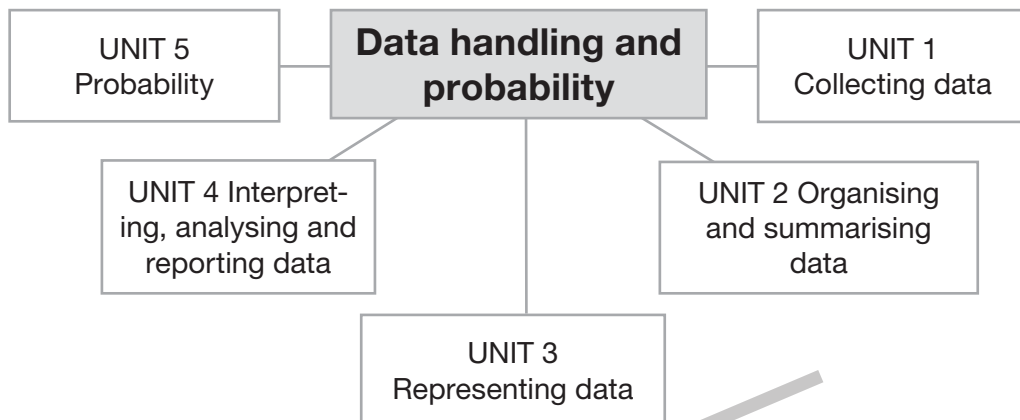 Data handling and
probability
UNIT 5
Probability
UNIT 1
Collecting data
UNIT 4 Interpret-
ing, analysing and
reporting data
UNIT 2 Organising
and summarising
data
UNIT 3
Representing data